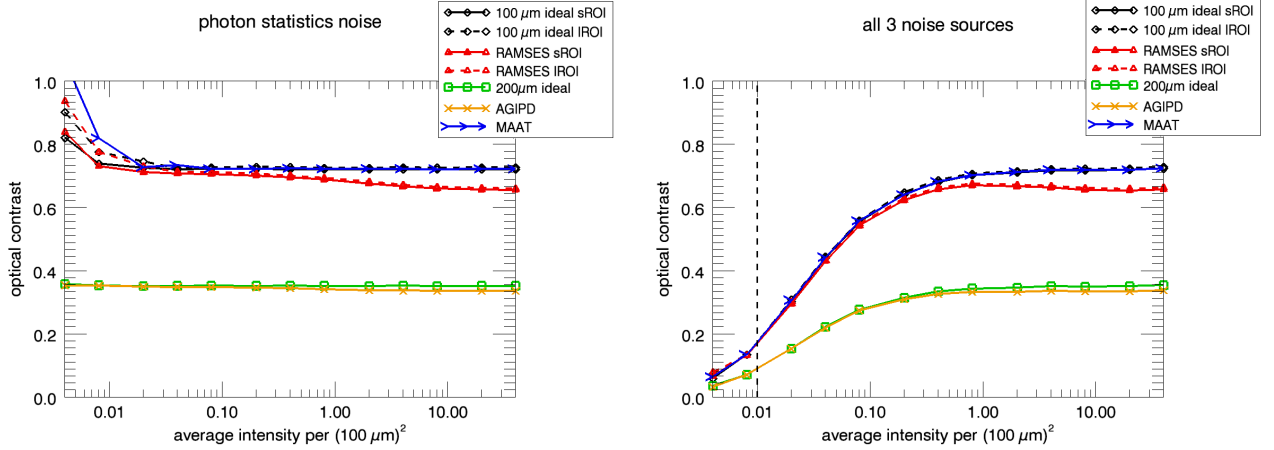 photon statistics noise
100 µm ideal sROI
100 µm ideal lROI
RAMSES sROI
RAMSES lROI
200µm ideal
AGIPD
MAAT
optical contrast
1.0
0.8
0.6
0.4
0.2
0.0
0.01
0.10
1.00
10.00
average intensity per (100 µm)²
all 3 noise sources
100 µm ideal sROI
100 µm ideal lROI
RAMSES sROI
RAMSES lROI
200µm ideal
AGIPD
MAAT
optical contrast
1.0
0.8
0.6
0.4
0.2
0.0
0.01
0.10
1.00
10.00
average intensity per (100 µm)²